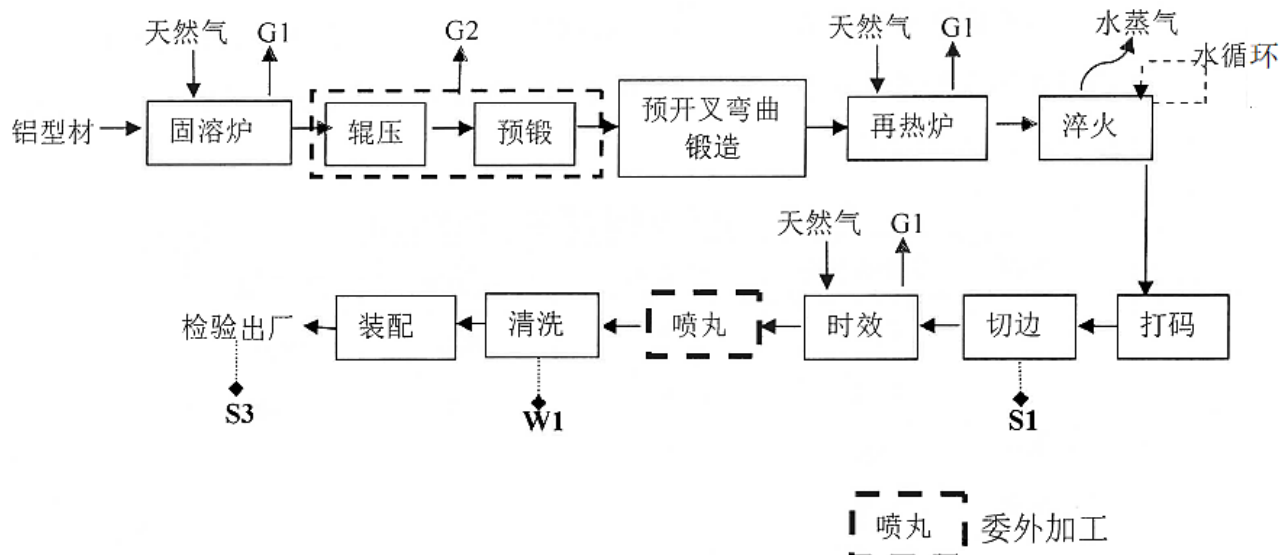 天然气
G1
G2
天然气
G1
水蒸气
水循环
铝型材
固溶炉
辊压
预锻
预开叉弯曲
锻造
再热炉
淬火
天然气
G1
检验出厂
装配
清洗
喷丸
时效
切边
打码
S3
W1
S1
喷丸
委外加工